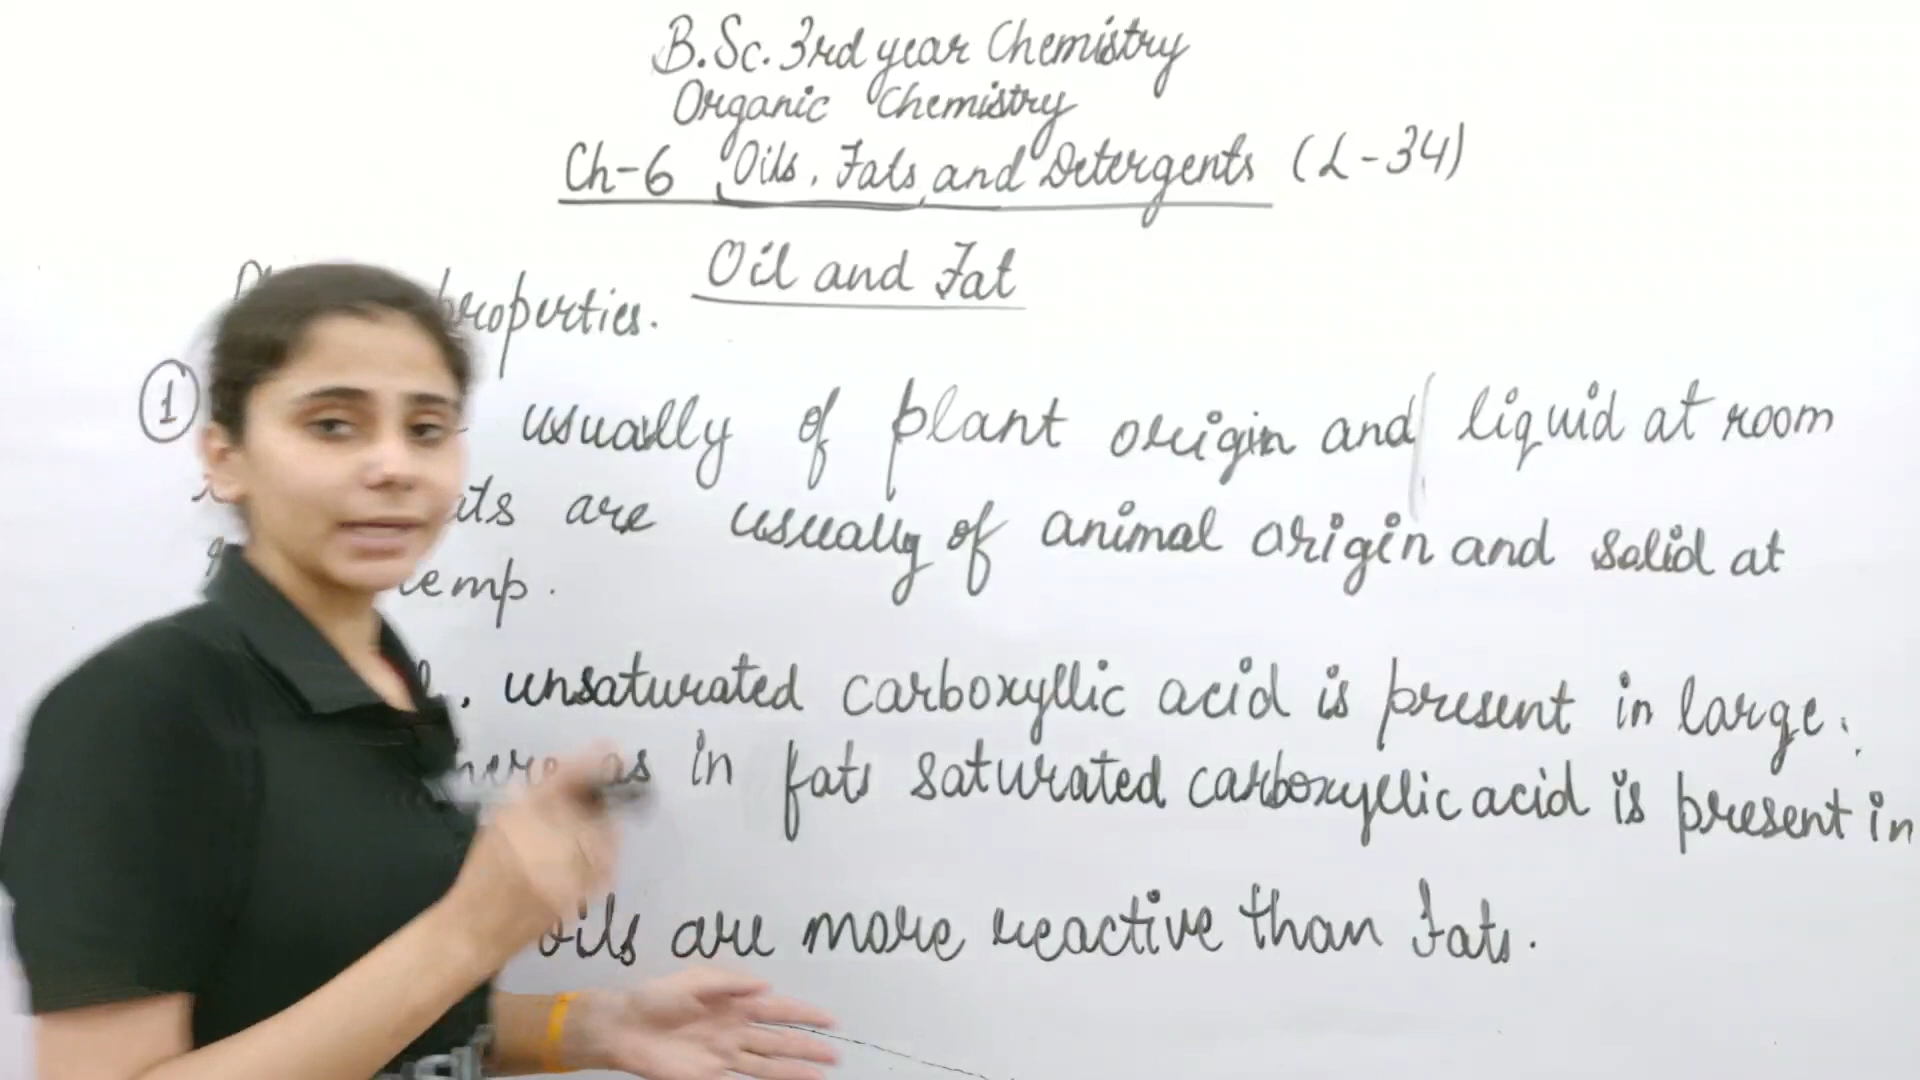 B.Sc. 3rd year Chemistry
Organic Chemistry
Ch-6 Oils, Fats and Detergents (L-34)
Oil and Fat
properties.
① usually of plant origin and liquid at room
are usually of animal origin and solid at
unsaturated carboxyllic acid is present in large.
as in fats saturated carboxyllic acid is present in
oils are more reactive than Fats.